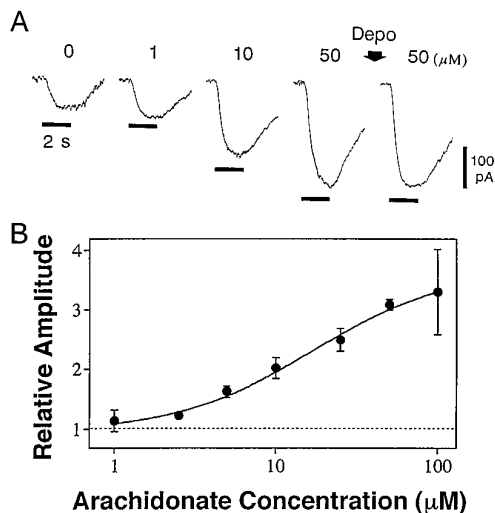 A
Depo
0 1 10 50 50 (μM)
2 s
100
pA
B
Relative Amplitude
4
3
2
1
1 10 100
Arachidonate Concentration (μM)